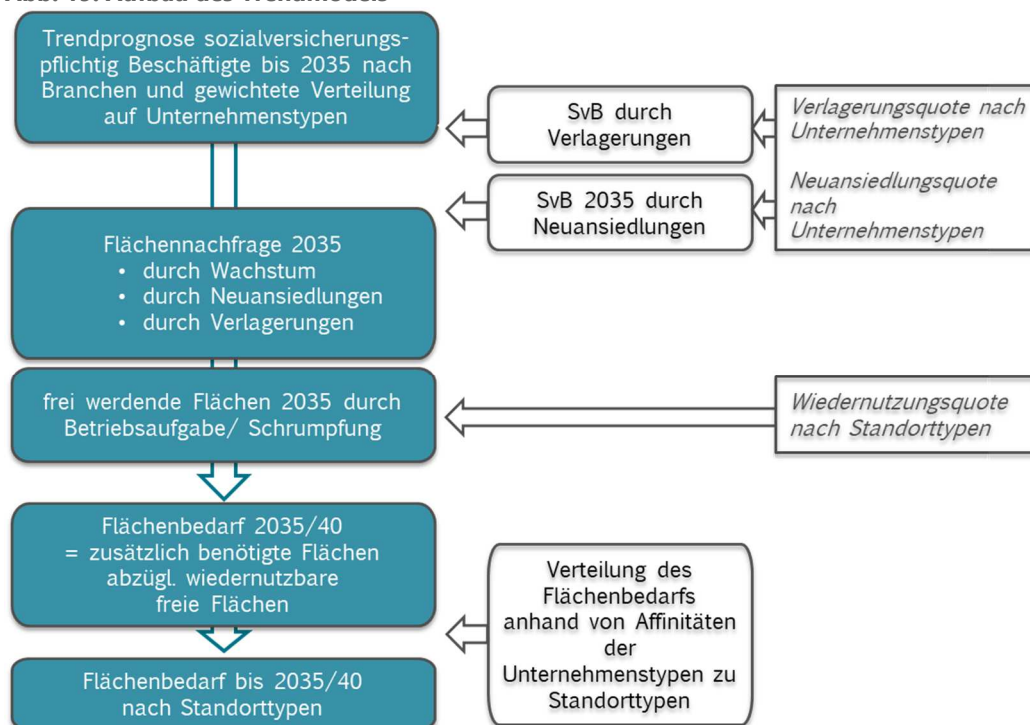 Trendprognose sozialversicherungs-
pflichtig Beschäftigte bis 2035 nach
Branchen und gewichtete Verteilung
auf Unternehmenstypen
SvB durch
Verlagerungen
Verlagerungsquote nach
Unternehmenstypen
SvB 2035 durch
Neuansiedlungen
Neuansiedlungsquote
nach
Unternehmenstypen
Flächennachfrage 2035
• durch Wachstum
• durch Neuansiedlungen
• durch Verlagerungen
frei werdende Flächen 2035 durch
Betriebsaufgabe/ Schrumpfung
Wiedernutzungsquote
nach Standorttypen
Flächenbedarf 2035/40
= zusätzlich benötigte Flächen
abzügl. wiedernutzbare
freie Flächen
Verteilung des
Flächenbedarfs
anhand von Affinitäten
der
Unternehmenstypen zu
Standorttypen
Flächenbedarf bis 2035/40
nach Standorttypen